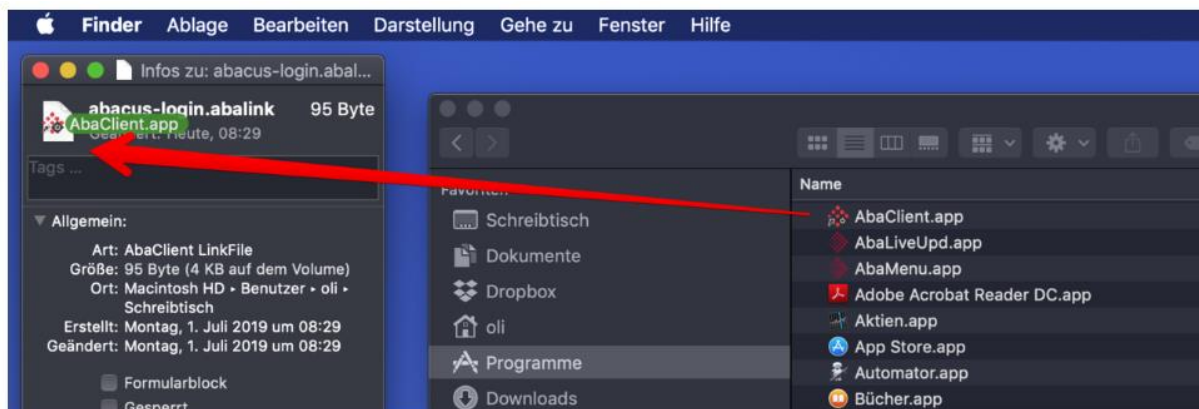 Finder Ablage Bearbeiten Darstellung Gehe zu Fenster Hilfe
Infos zu: abacus-login.abal...
abacus-login.abalink 95 Byte
AbaClient.app
Geändert: Heute, 08:29
Tags ...
Allgemein:
Art: AbaClient LinkFile
Größe: 95 Byte (4 KB auf dem Volume)
Ort: Macintosh HD ▸ Benutzer ▸ oli ▸
Schreibtisch
Erstellt: Montag, 1. Juli 2019 um 08:29
Geändert: Montag, 1. Juli 2019 um 08:29
Formularblock
Gesperrt
Favoriten
Schreibtisch
Dokumente
Dropbox
oli
Programme
Downloads
Name
AbaClient.app
AbaLiveUpd.app
AbaMenu.app
Adobe Acrobat Reader DC.app
Aktien.app
App Store.app
Automator.app
Bücher.app